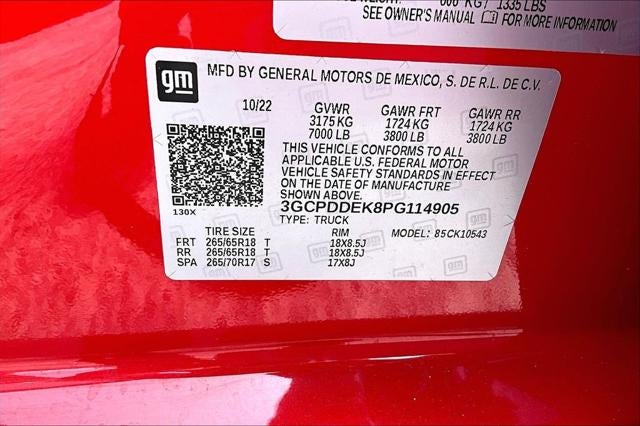 KG / 1335 LBS
SEE OWNER'S MANUAL FOR MORE INFORMATION
gm MFD BY GENERAL MOTORS DE MEXICO, S. DE R.L. DE C.V.
10/22 GVWR GAWR FRT GAWR RR
3175 KG 1724 KG 1724 KG
7000 LB 3800 LB 3800 LB
THIS VEHICLE CONFORMS TO ALL
APPLICABLE U.S. FEDERAL MOTOR
VEHICLE SAFETY STANDARDS IN EFFECT
ON THE DATE OF MANUFACTURE
SHOWN ABOVE.
130X 3GCPDDEK8PG114905
TYPE: TRUCK
TIRE SIZE RIM MODEL: 85CK10543
FRT 265/65R18 T 18X8.5J
RR 265/65R18 T 18X8.5J
SPA 265/70R17 S 17X8J